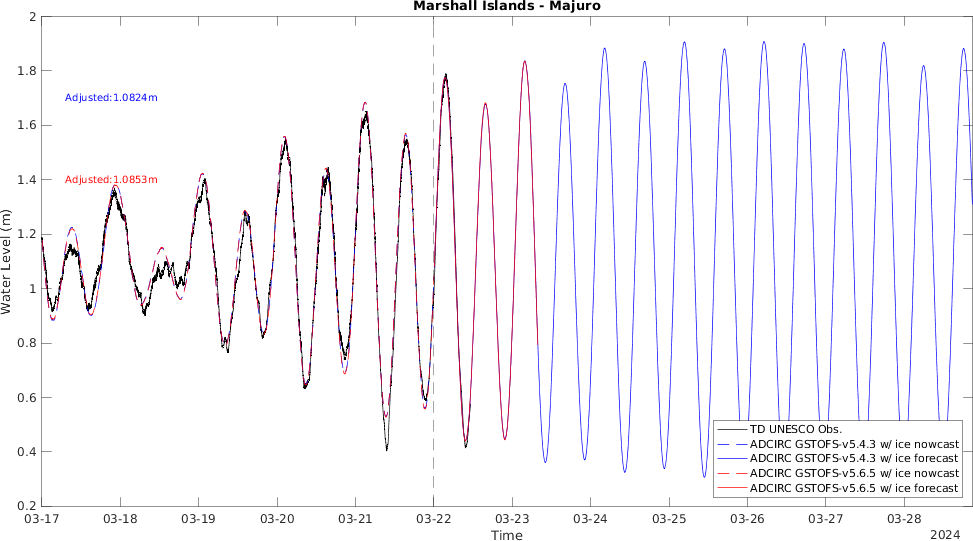 Marshall Islands - Majuro
2
1.8
1.6
1.4
1.2
1
0.8
0.6
0.4
0.2
Water Level (m)
Adjusted:1.0824m
Adjusted:1.0853m
TD UNESCO Obs.
ADCIRC GSTOFS-v5.4.3 w/ ice nowcast
ADCIRC GSTOFS-v5.4.3 w/ ice forecast
ADCIRC GSTOFS-v5.6.5 w/ ice nowcast
ADCIRC GSTOFS-v5.6.5 w/ ice forecast
03-17 03-18 03-19 03-20 03-21 03-22 03-23 03-24 03-25 03-26 03-27 03-28
Time
2024